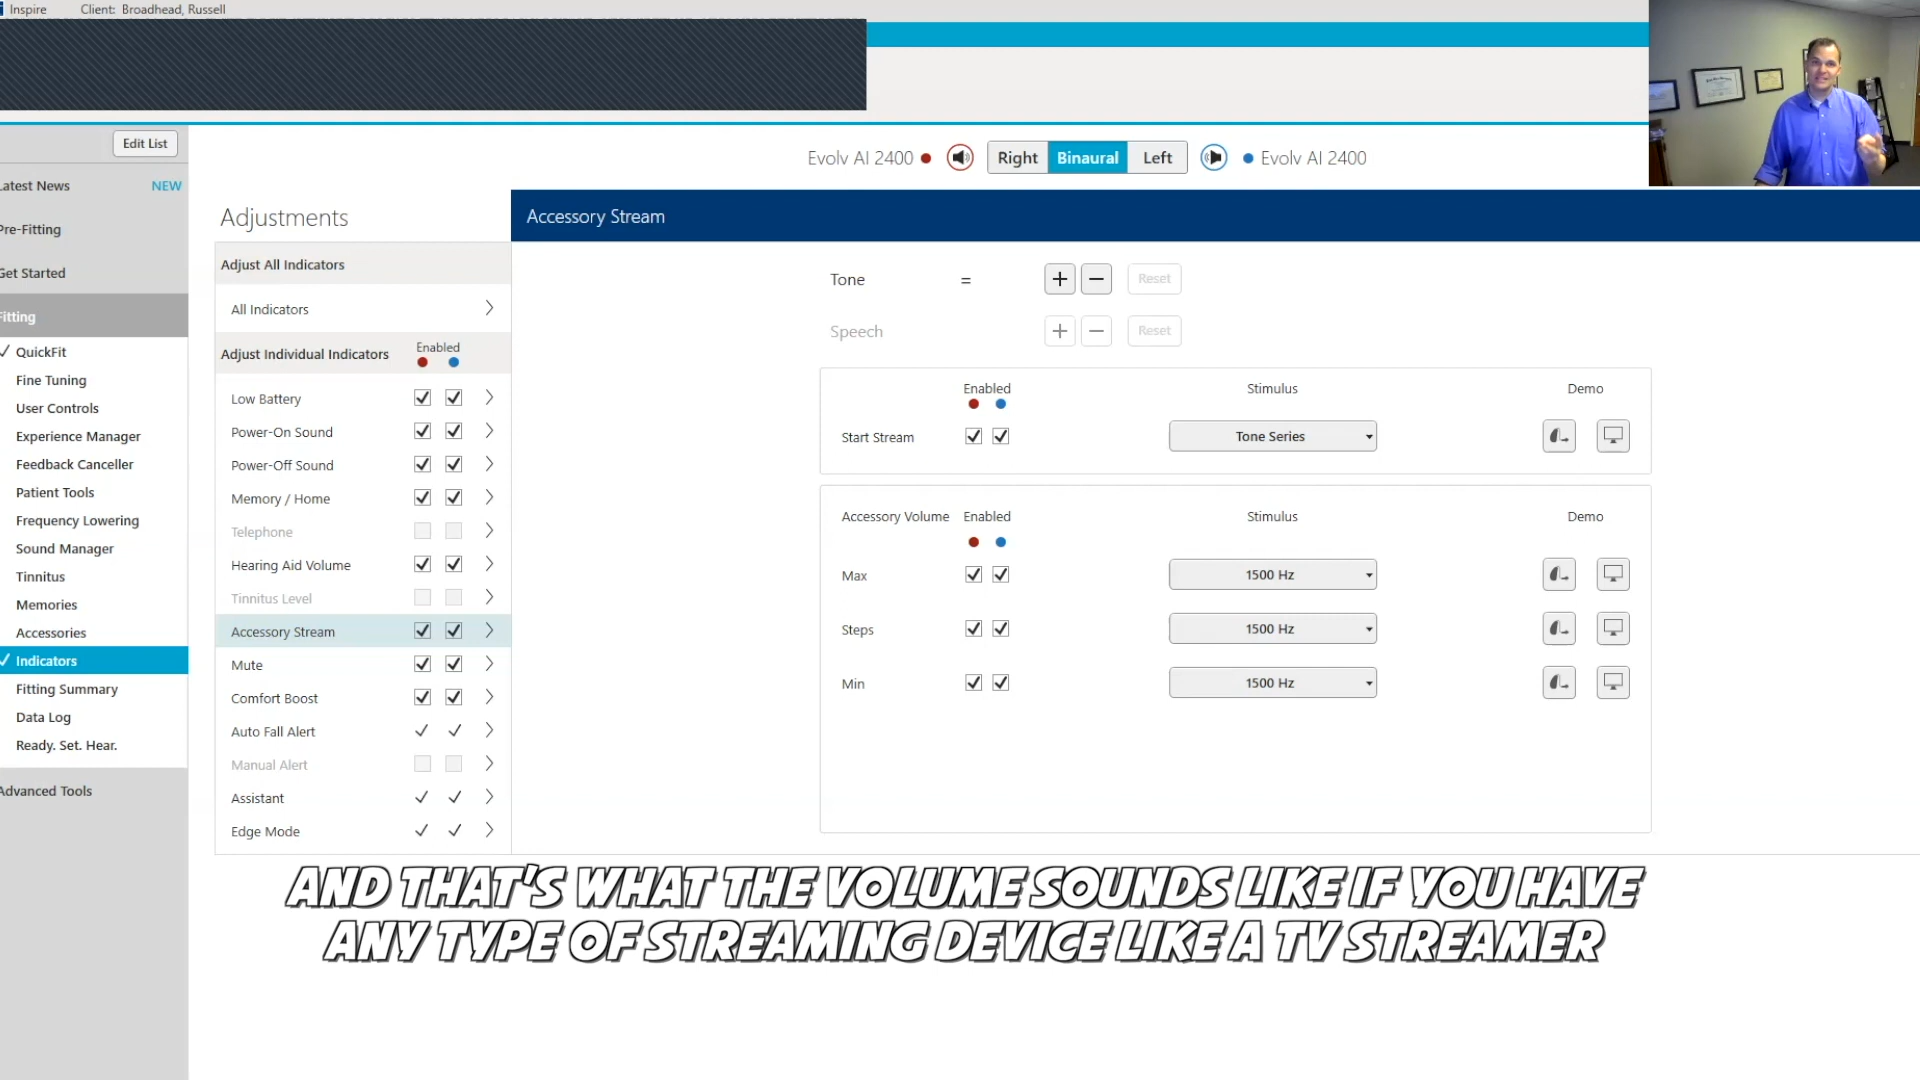 Inspire Client: Broadhead, Russell
Edit List
Latest News NEW
Pre-Fitting
Get Started
Fitting
QuickFit
Fine Tuning
User Controls
Experience Manager
Feedback Canceller
Patient Tools
Frequency Lowering
Sound Manager
Tinnitus
Memories
Accessories
Indicators
Fitting Summary
Data Log
Ready. Set. Hear.
Advanced Tools
Evolv AI 2400 Right Binaural Left Evolv AI 2400
Adjustments
Adjust All Indicators
All Indicators
Adjust Individual Indicators Enabled
Low Battery
Power-On Sound
Power-Off Sound
Memory / Home
Telephone
Hearing Aid Volume
Tinnitus Level
Accessory Stream
Mute
Comfort Boost
Auto Fall Alert
Manual Alert
Assistant
Edge Mode
Accessory Stream
Tone = + − Reset
Speech + − Reset
Enabled Stimulus Demo
Start Stream Tone Series
Accessory Volume Enabled Stimulus Demo
Max 1500 Hz
Steps 1500 Hz
Min 1500 Hz
AND THAT'S WHAT THE VOLUME SOUNDS LIKE IF YOU HAVE
ANY TYPE OF STREAMING DEVICE LIKE A TV STREAMER